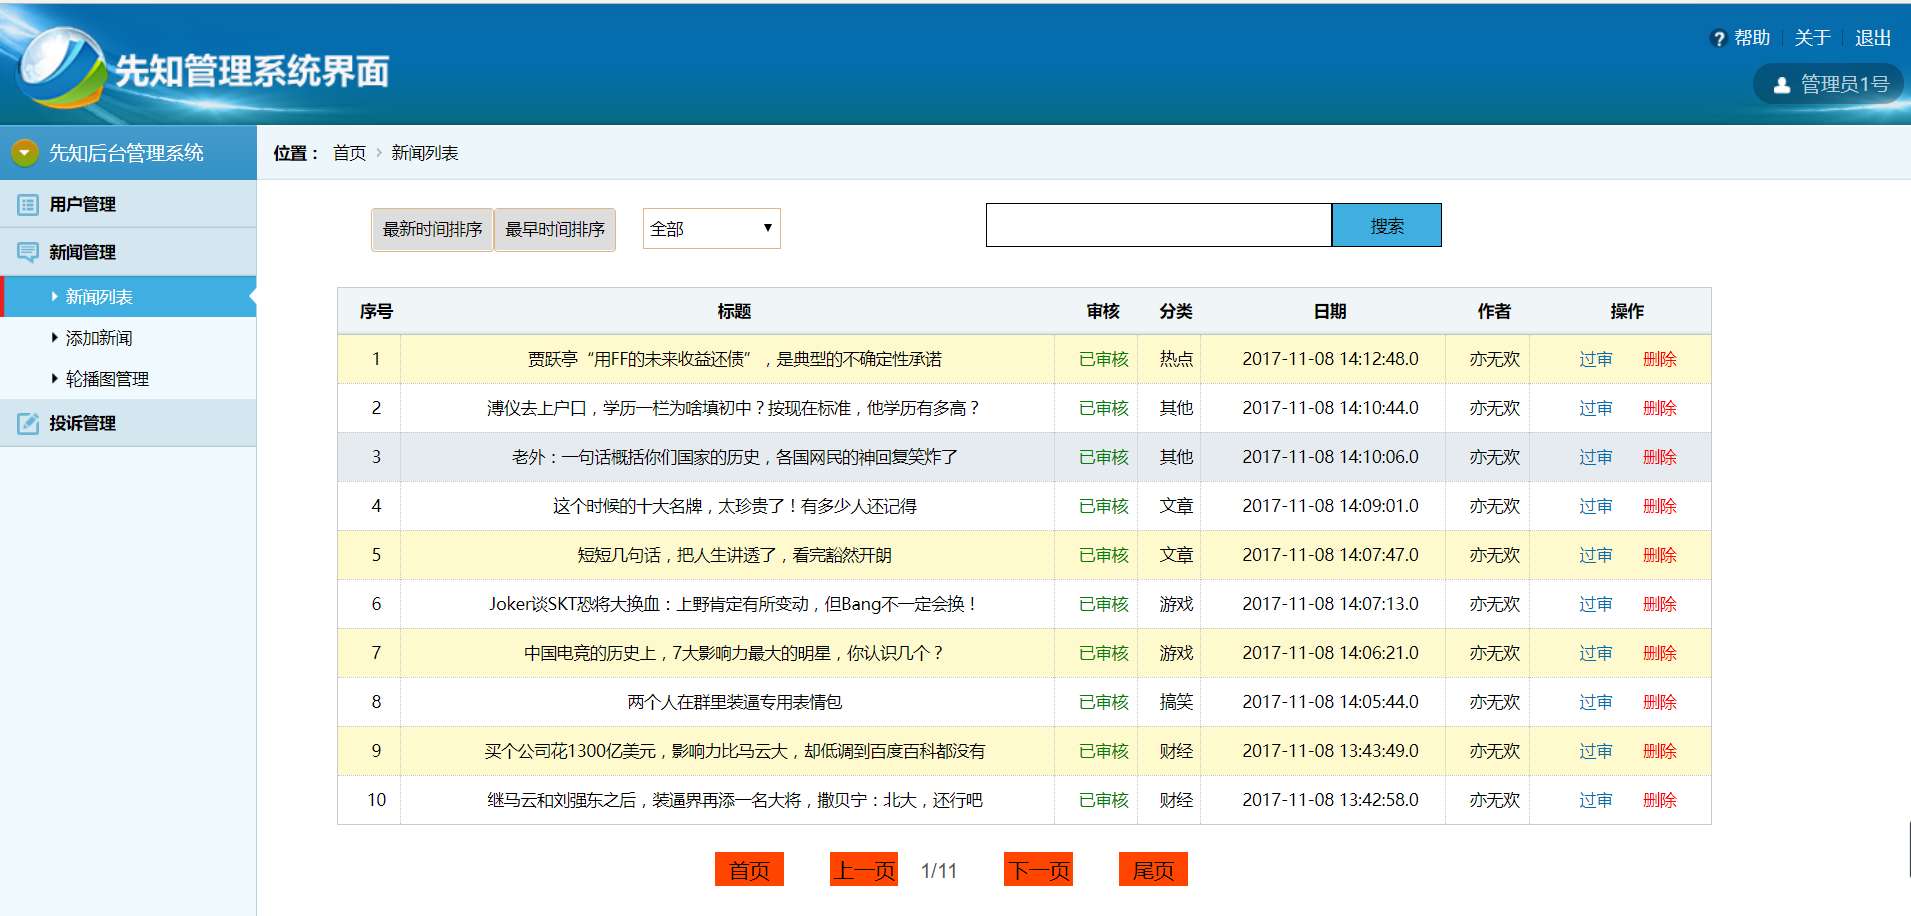 先知管理系统界面
帮助 关于 退出
管理员1号
先知后台管理系统
位置： 首页 新闻列表
用户管理
新闻管理
新闻列表
添加新闻
轮播图管理
投诉管理
最新时间排序 最早时间排序 全部 搜索
序号 标题 审核 分类 日期 作者 操作
1 贾跃亭“用FF的未来收益还债”，是典型的不确定性承诺 已审核 热点 2017-11-08 14:12:48.0 亦无欢 过审 删除
2 溥仪去上户口，学历一栏为啥填初中？按现在标准，他学历有多高？ 已审核 其他 2017-11-08 14:10:44.0 亦无欢 过审 删除
3 老外：一句话概括你们国家的历史，各国网民的神回复笑炸了 已审核 其他 2017-11-08 14:10:06.0 亦无欢 过审 删除
4 这个时候的十大名牌，太珍贵了！有多少人还记得 已审核 文章 2017-11-08 14:09:01.0 亦无欢 过审 删除
5 短短几句话，把人生讲透了，看完豁然开朗 已审核 文章 2017-11-08 14:07:47.0 亦无欢 过审 删除
6 Joker谈SKT恐将大换血：上野肯定有所变动，但Bang不一定会换！ 已审核 游戏 2017-11-08 14:07:13.0 亦无欢 过审 删除
7 中国电竞的历史上，7大影响力最大的明星，你认识几个？ 已审核 游戏 2017-11-08 14:06:21.0 亦无欢 过审 删除
8 两个人在群里装逼专用表情包 已审核 搞笑 2017-11-08 14:05:44.0 亦无欢 过审 删除
9 买个公司花1300亿美元，影响力比马云大，却低调到百度百科都没有 已审核 财经 2017-11-08 13:43:49.0 亦无欢 过审 删除
10 继马云和刘强东之后，装逼界再添一名大将，撒贝宁：北大，还行吧 已审核 财经 2017-11-08 13:42:58.0 亦无欢 过审 删除
首页 上一页 1/11 下一页 尾页